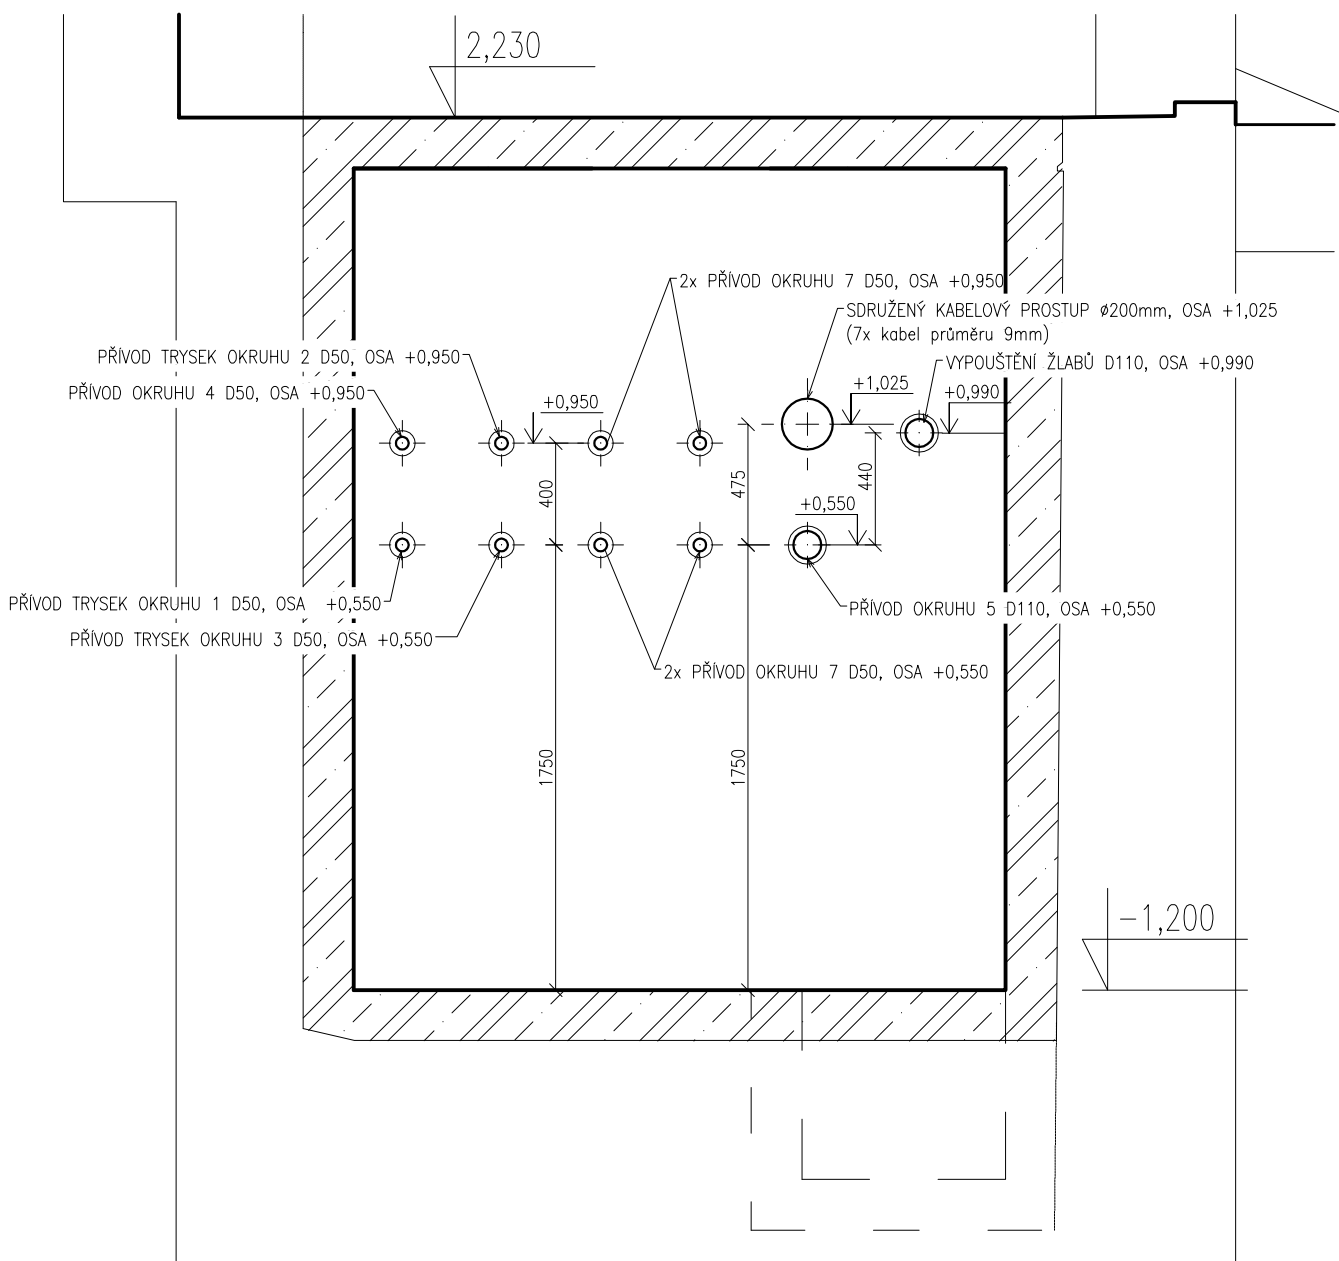 2,230
2x PŘÍVOD OKRUHU 7 D50, OSA +0,950
SDRUŽENÝ KABELOVÝ PROSTUP ø200mm, OSA +1,025
(7x kabel průměru 9mm)
PŘÍVOD TRYSEK OKRUHU 2 D50, OSA +0,950
VYPOUŠTĚNÍ ŽLABŮ D110, OSA +0,990
PŘÍVOD OKRUHU 4 D50, OSA +0,950
+0,950
+1,025
+0,990
400
475
440
+0,550
PŘÍVOD TRYSEK OKRUHU 1 D50, OSA +0,550
PŘÍVOD OKRUHU 5 D110, OSA +0,550
PŘÍVOD TRYSEK OKRUHU 3 D50, OSA +0,550
2x PŘÍVOD OKRUHU 7 D50, OSA +0,550
1750
1750
-1,200